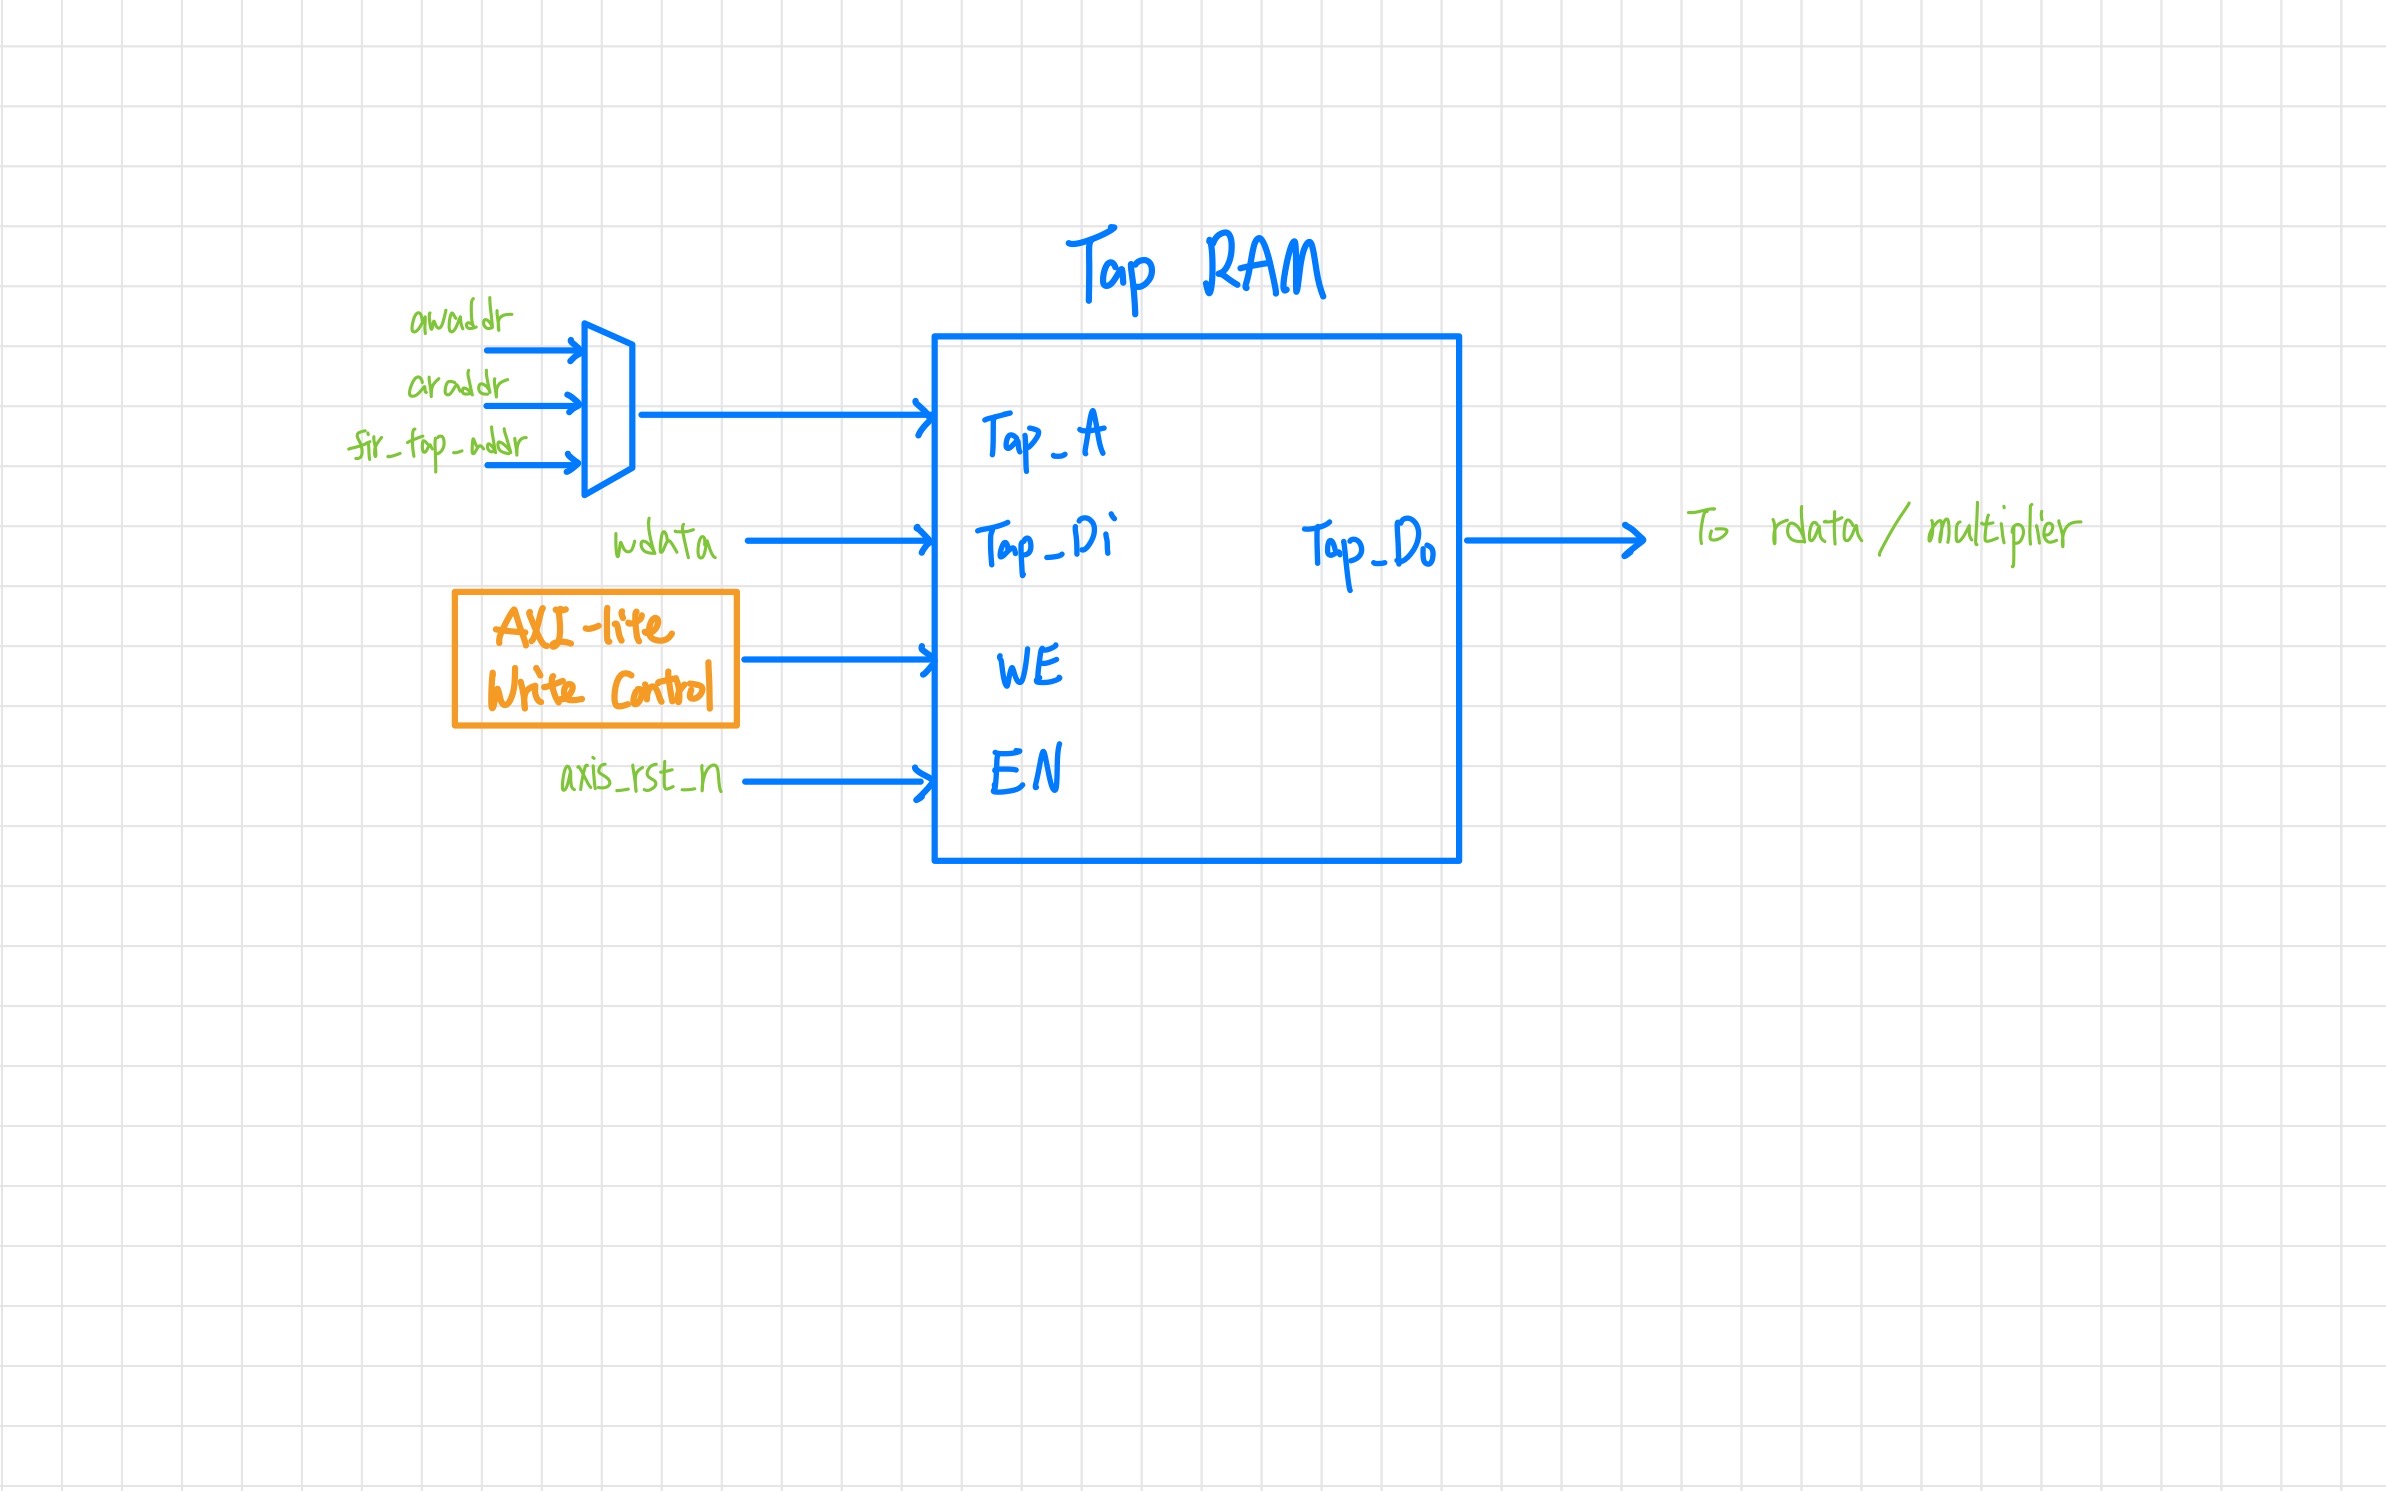 Tap RAM
awaddr
araddr
fir_tap_addr
Tap_A
wdata
Tap_Di
Tap_Do
To rdata / multiplier
AXI-lite
Write Control
WE
axis_rst_n
EN